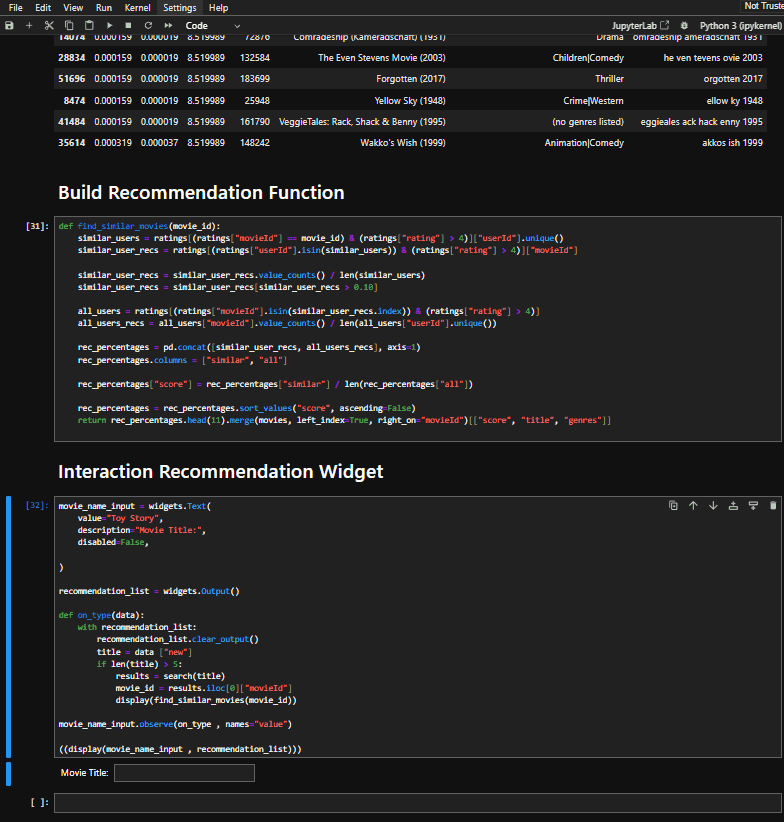 File Edit View Run Kernel Settings Help Not Truste
Code JupyterLab Python 3 (ipykernel)
14074 0.000159 0.000019 8.519989 72876 Comradeship (Kameradschaft) (1931) Drama omradeship ameradschaft 1931
28834 0.000159 0.000019 8.519989 132584 The Even Stevens Movie (2003) Children|Comedy he ven tevens ovie 2003
51696 0.000159 0.000019 8.519989 183699 Forgotten (2017) Thriller orgotten 2017
8474 0.000159 0.000019 8.519989 25948 Yellow Sky (1948) Crime|Western ellow ky 1948
41484 0.000159 0.000019 8.519989 161790 VeggieTales: Rack, Shack & Benny (1995) (no genres listed) eggieales ack hack enny 1995
35614 0.000319 0.000037 8.519989 148242 Wakko's Wish (1999) Animation|Comedy akkos ish 1999
Build Recommendation Function
[31]: def find_similar_movies(movie_id):
similar_users = ratings[(ratings["movieId"] == movie_id) & (ratings["rating"] > 4)]["userId"].unique()
similar_user_recs = ratings[(ratings["userId"].isin(similar_users)) & (ratings["rating"] > 4)]["movieId"]
similar_user_recs = similar_user_recs.value_counts() / len(similar_users)
similar_user_recs = similar_user_recs[similar_user_recs > 0.10]
all_users = ratings[(ratings["movieId"].isin(similar_user_recs.index)) & (ratings["rating"] > 4)]
all_users_recs = all_users["movieId"].value_counts() / len(all_users["userId"].unique())
rec_percentages = pd.concat([similar_user_recs, all_users_recs], axis=1)
rec_percentages.columns = ["similar", "all"]
rec_percentages["score"] = rec_percentages["similar"] / len(rec_percentages["all"])
rec_percentages = rec_percentages.sort_values("score", ascending=False)
return rec_percentages.head(11).merge(movies, left_index=True, right_on="movieId")[["score", "title", "genres"]]
Interaction Recommendation Widget
[32]: movie_name_input = widgets.Text(
value="Toy Story",
description="Movie Title:",
disabled=False,
)
recommendation_list = widgets.Output()
def on_type(data):
with recommendation_list:
recommendation_list.clear_output()
title = data ["new"]
if len(title) > 5:
results = search(title)
movie_id = results.iloc[0]["movieId"]
display(find_similar_movies(movie_id))
movie_name_input.observe(on_type , names="value")
((display(movie_name_input , recommendation_list)))
Movie Title:
[ ]: